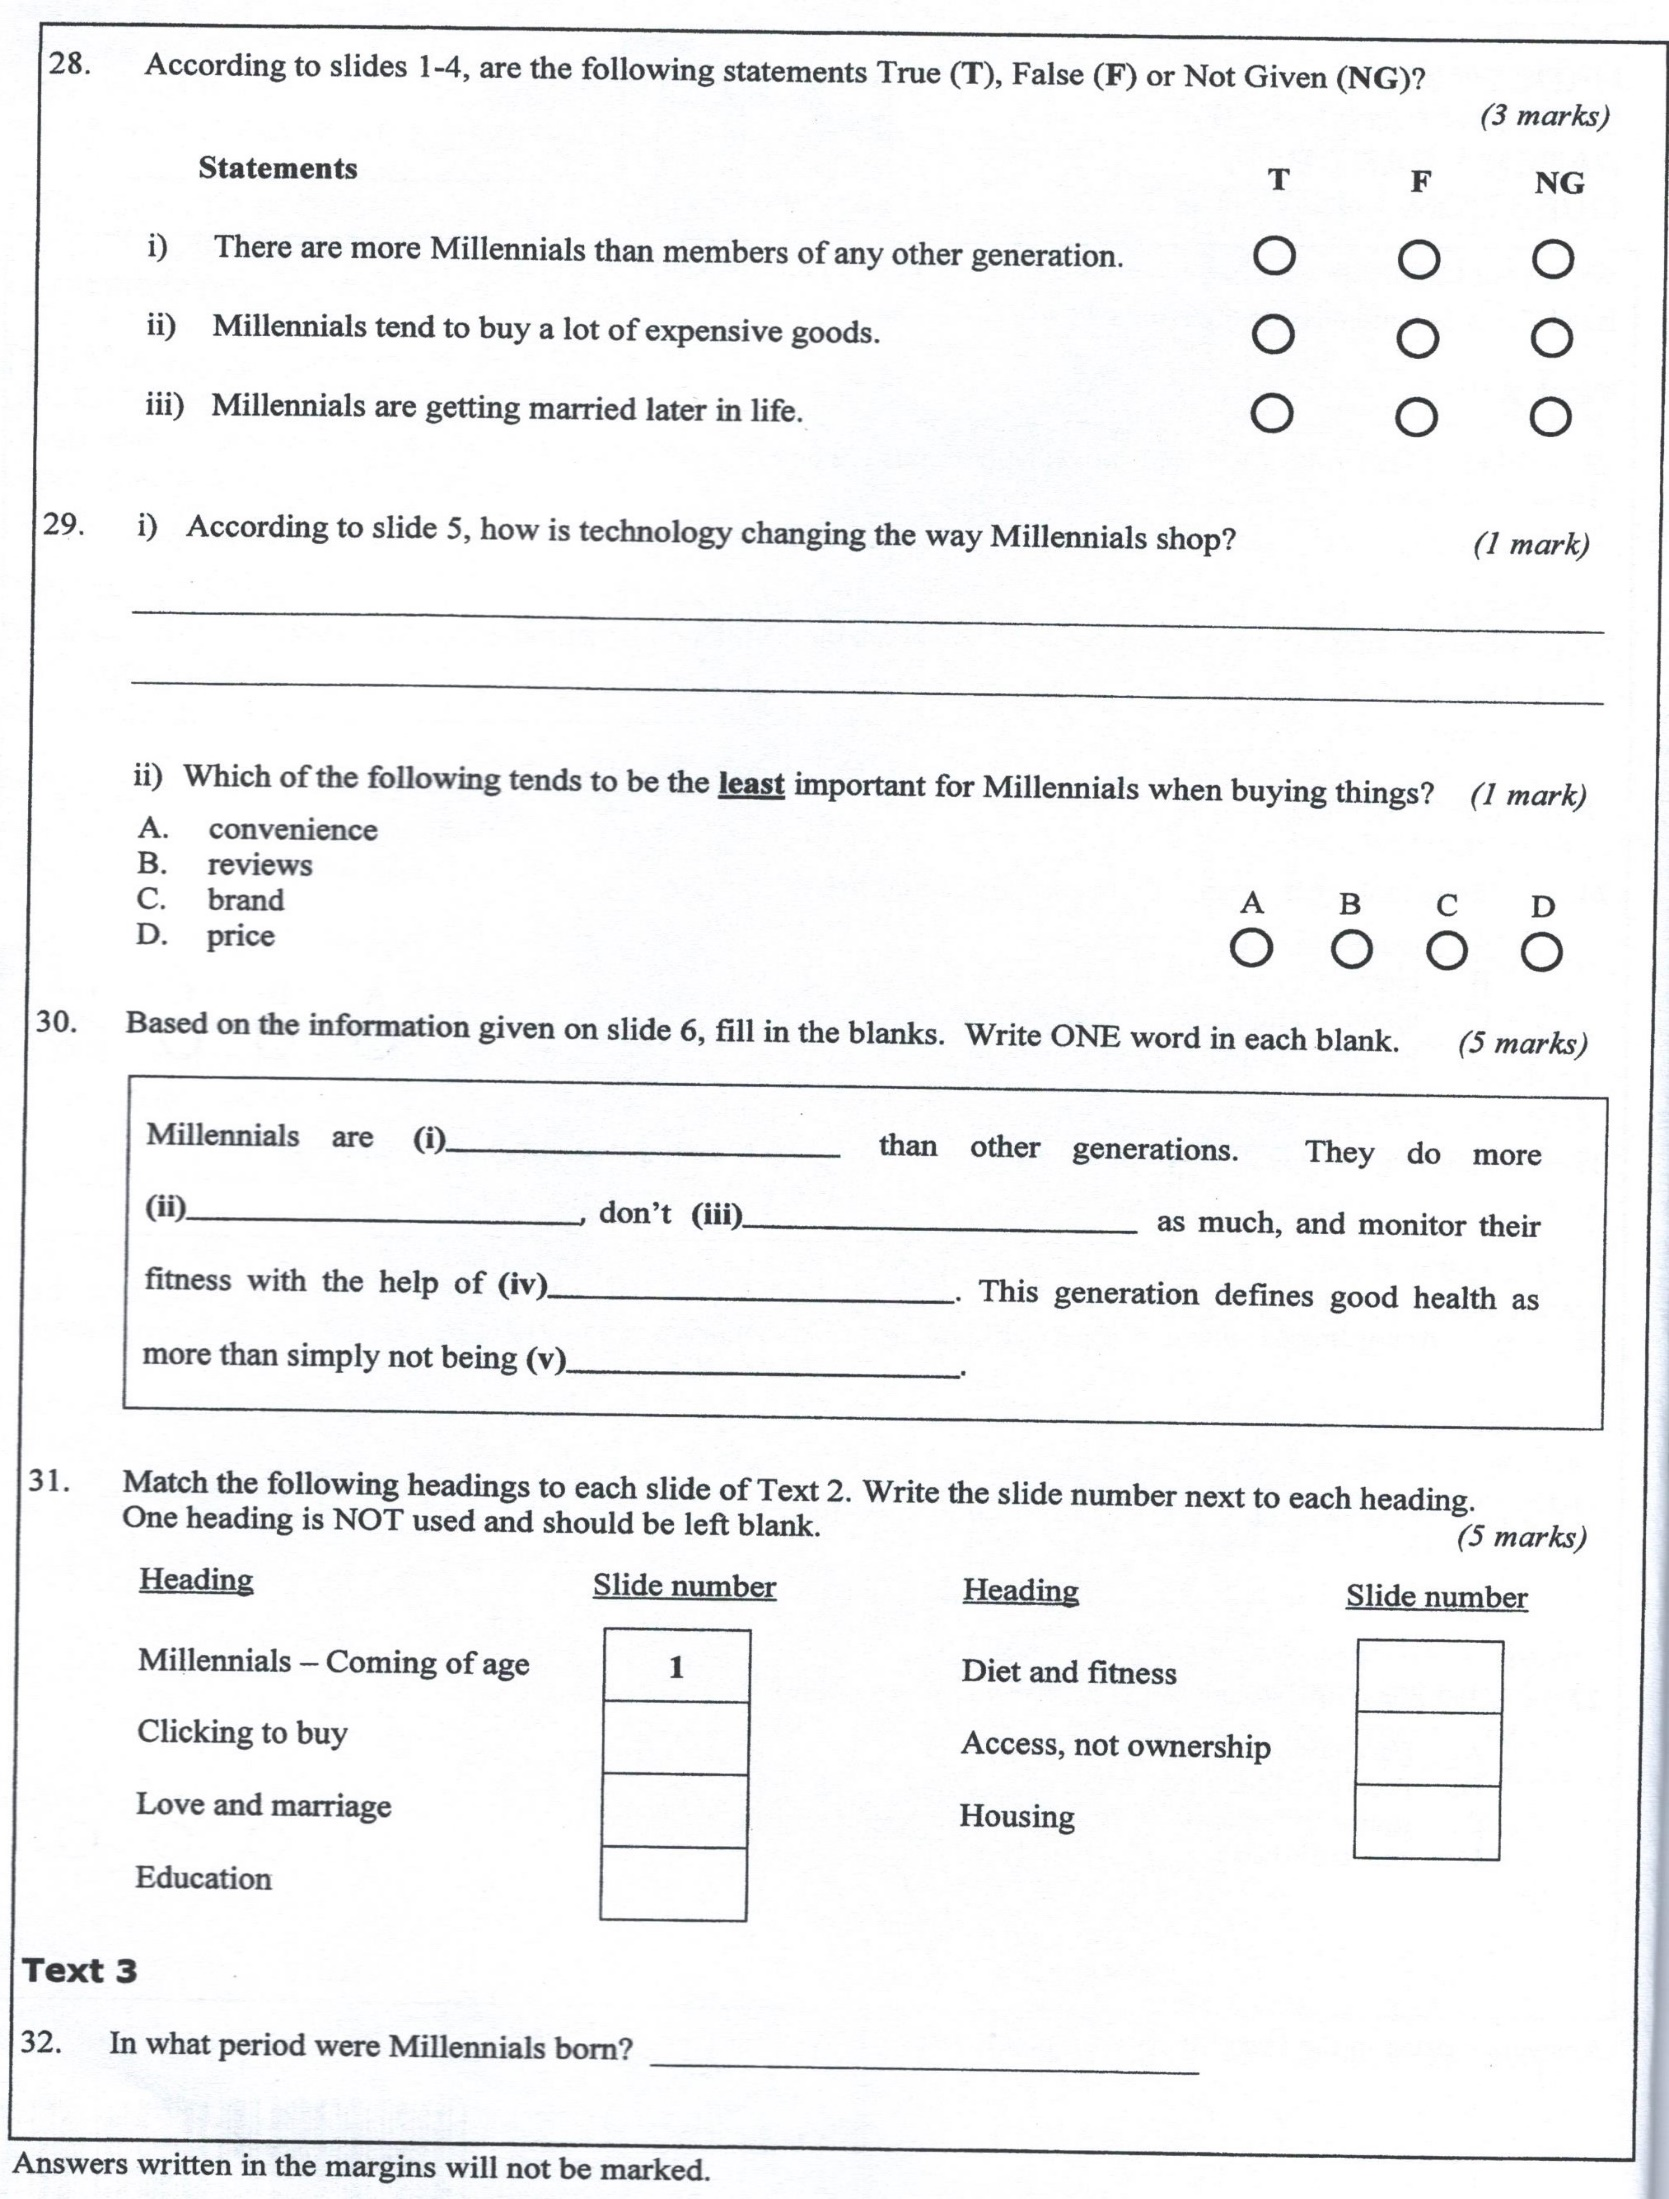 28. According to slides 1-4, are the following statements True (T), False (F) or Not Given (NG)?
(3 marks)
Statements T F NG
i) There are more Millennials than members of any other generation.
ii) Millennials tend to buy a lot of expensive goods.
iii) Millennials are getting married later in life.
29. i) According to slide 5, how is technology changing the way Millennials shop? (1 mark)
ii) Which of the following tends to be the least important for Millennials when buying things? (1 mark)
A. convenience
B. reviews
C. brand
D. price
A B C D
30. Based on the information given on slide 6, fill in the blanks. Write ONE word in each blank. (5 marks)
Millennials are (i)____________ than other generations. They do more
(ii)____________, don't (iii)____________ as much, and monitor their
fitness with the help of (iv)____________. This generation defines good health as
more than simply not being (v)____________.
31. Match the following headings to each slide of Text 2. Write the slide number next to each heading.
One heading is NOT used and should be left blank.
(5 marks)
Heading Slide number Heading Slide number
Millennials – Coming of age 1 Diet and fitness
Clicking to buy Access, not ownership
Love and marriage Housing
Education
Text 3
32. In what period were Millennials born? ____________
Answers written in the margins will not be marked.